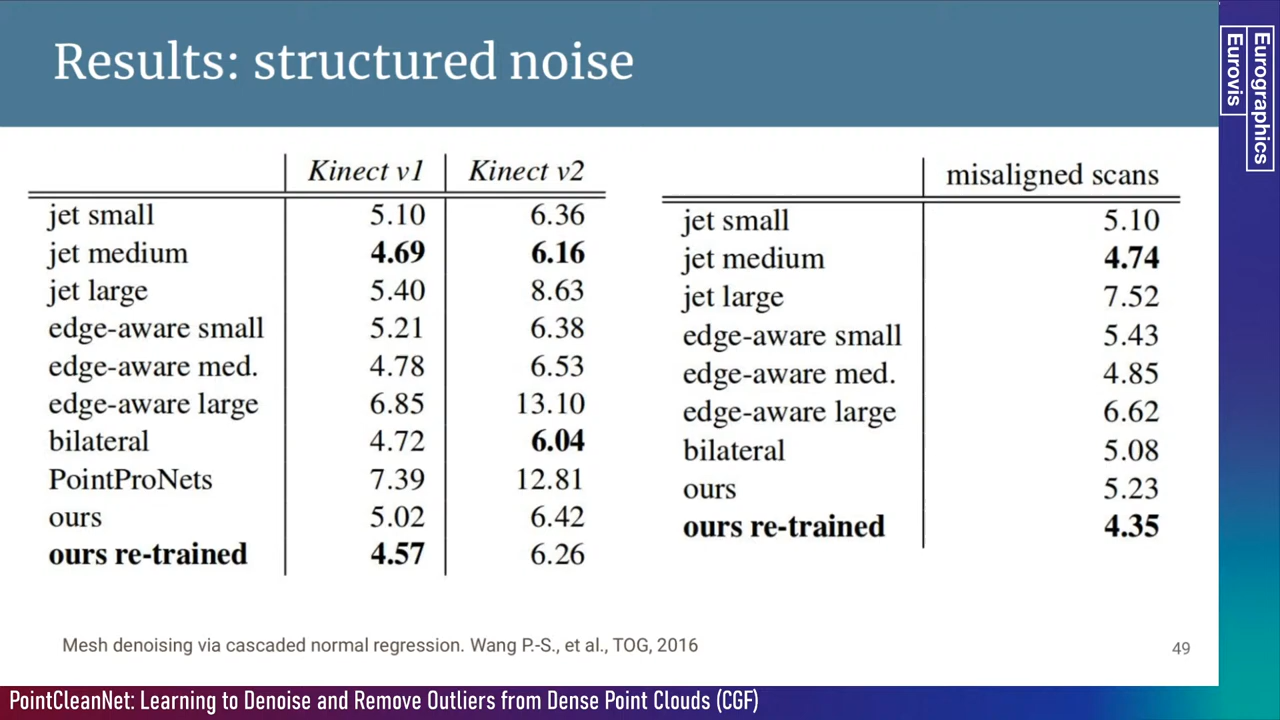 Results: structured noise
Kinect v1 Kinect v2
jet small 5.10 6.36
jet medium 4.69 6.16
jet large 5.40 8.63
edge-aware small 5.21 6.38
edge-aware med. 4.78 6.53
edge-aware large 6.85 13.10
bilateral 4.72 6.04
PointProNets 7.39 12.81
ours 5.02 6.42
ours re-trained 4.57 6.26
misaligned scans
jet small 5.10
jet medium 4.74
jet large 7.52
edge-aware small 5.43
edge-aware med. 4.85
edge-aware large 6.62
bilateral 5.08
ours 5.23
ours re-trained 4.35
Mesh denoising via cascaded normal regression. Wang P.-S., et al., TOG, 2016
49
Eurographics
Eurovis
PointCleanNet: Learning to Denoise and Remove Outliers from Dense Point Clouds (CGF)